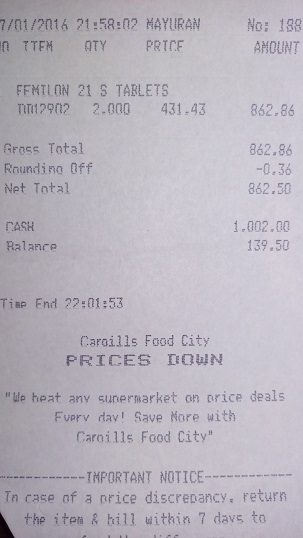 7/01/2016 21:58:02 MAYURAN No: 188
ITEM QTY PRICE AMOUNT
FEMTLON 21 S TABLETS
DD12902 2.000 431.43 862.86
Gross Total 862.86
Rounding Off -0.36
Net Total 862.50
CASH 1,002.00
Balance 139.50
Time End 22:01:53
Cargills Food City
PRICES DOWN
"We beat any supermarket on price deals
Every day! Save More with
Cargills Food City"
------------IMPORTANT NOTICE------------
In case of a price discrepancy, return
the item & bill within 7 days to